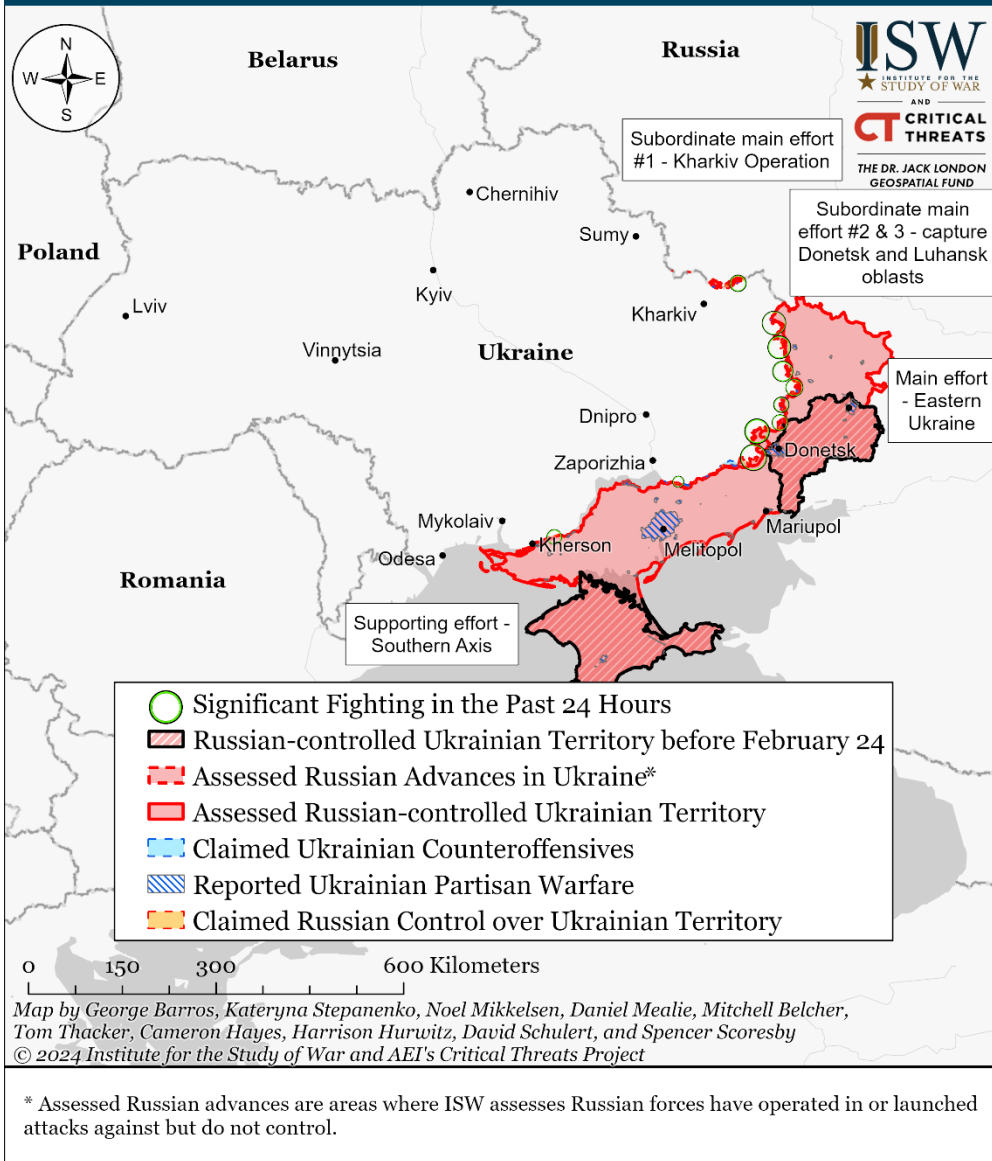 N
W
E
S
Belarus
Russia
ISW
INSTITUTE FOR THE
STUDY OF WAR
AND
CT CRITICAL
THREATS
THE DR. JACK LONDON
GEOSPATIAL FUND
Subordinate main effort
#1 - Kharkiv Operation
Subordinate main
effort #2 & 3 - capture
Donetsk and Luhansk
oblasts
Chernihiv
Sumy
Poland
Kyiv
Lviv
Kharkiv
Vinnytsia
Ukraine
Main effort
- Eastern
Ukraine
Dnipro
Donetsk
Zaporizhia
Mykolaiv
Mariupol
Kherson
Melitopol
Odesa
Romania
Supporting effort -
Southern Axis
Significant Fighting in the Past 24 Hours
Russian-controlled Ukrainian Territory before February 24
Assessed Russian Advances in Ukraine*
Assessed Russian-controlled Ukrainian Territory
Claimed Ukrainian Counteroffensives
Reported Ukrainian Partisan Warfare
Claimed Russian Control over Ukrainian Territory
0 150 300 600 Kilometers
Map by George Barros, Kateryna Stepanenko, Noel Mikkelsen, Daniel Mealie, Mitchell Belcher,
Tom Thacker, Cameron Hayes, Harrison Hurwitz, David Schulert, and Spencer Scoresby
© 2024 Institute for the Study of War and AEI's Critical Threats Project
* Assessed Russian advances are areas where ISW assesses Russian forces have operated in or launched
attacks against but do not control.